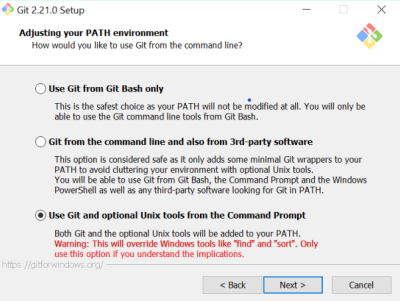 Git 2.21.0 Setup
Adjusting your PATH environment
How would you like to use Git from the command line?
Use Git from Git Bash only
This is the safest choice as your PATH will not be modified at all. You will only be
able to use the Git command line tools from Git Bash.
Git from the command line and also from 3rd-party software
This option is considered safe as it only adds some minimal Git wrappers to your
PATH to avoid cluttering your environment with optional Unix tools.
You will be able to use Git from Git Bash, the Command Prompt and the Windows
PowerShell as well as any third-party software looking for Git in PATH.
Use Git and optional Unix tools from the Command Prompt
Both Git and the optional Unix tools will be added to your PATH.
Warning: This will override Windows tools like "find" and "sort". Only
use this option if you understand the implications.
https://gitforwindows.org/
< Back
Next >
Cancel